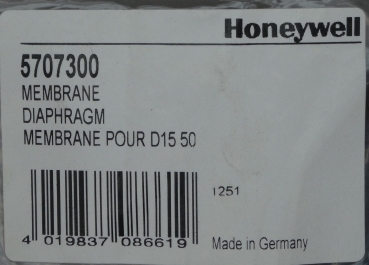 Honeywell
5707300
MEMBRANE
DIAPHRAGM
MEMBRANE POUR D15 50
1251
4 019837 086619
Made in Germany